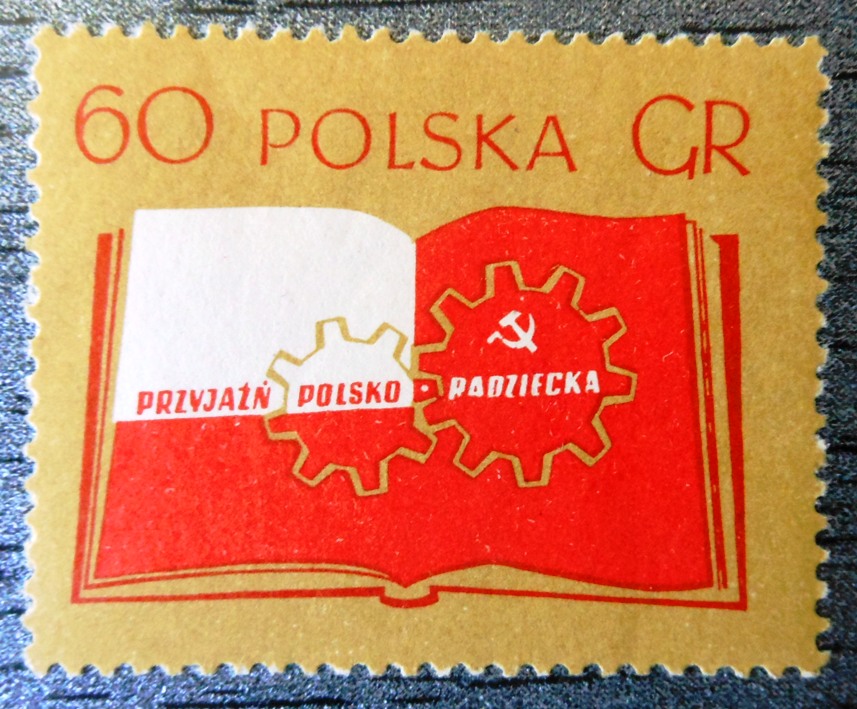 60 POLSKA GR
PRZYJAŹŃ POLSKO · RADZIECKA